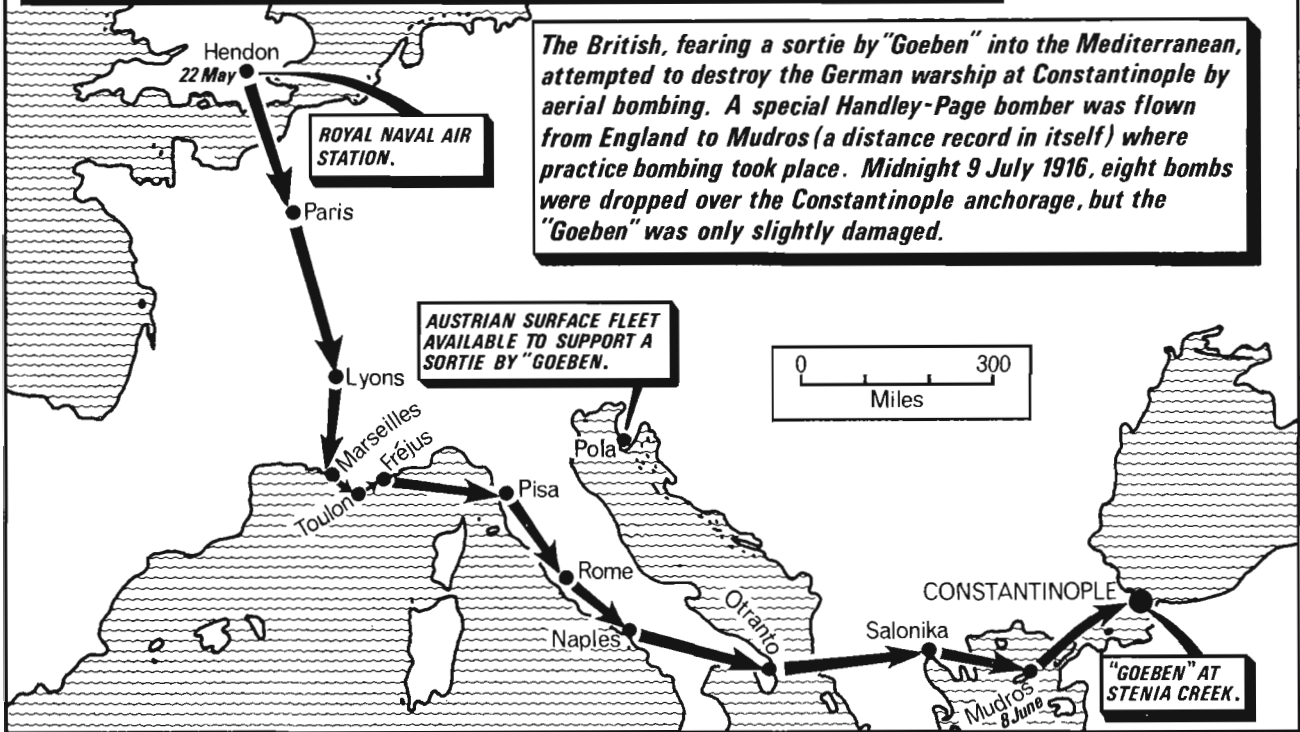 The British, fearing a sortie by "Goeben" into the Mediterranean,
attempted to destroy the German warship at Constantinople by
aerial bombing. A special Handley-Page bomber was flown
from England to Mudros (a distance record in itself) where
practice bombing took place. Midnight 9 July 1916, eight bombs
were dropped over the Constantinople anchorage, but the
"Goeben" was only slightly damaged.
Hendon
22 May
ROYAL NAVAL AIR
STATION.
Paris
AUSTRIAN SURFACE FLEET
AVAILABLE TO SUPPORT A
SORTIE BY "GOEBEN.
0 300
Miles
Lyons
Marseilles
Fréjus
Toulon
Pola
Pisa
Rome
Naples
Otranto
Salonika
CONSTANTINOPLE
Mudros
8 June
"GOEBEN" AT
STENIA CREEK.